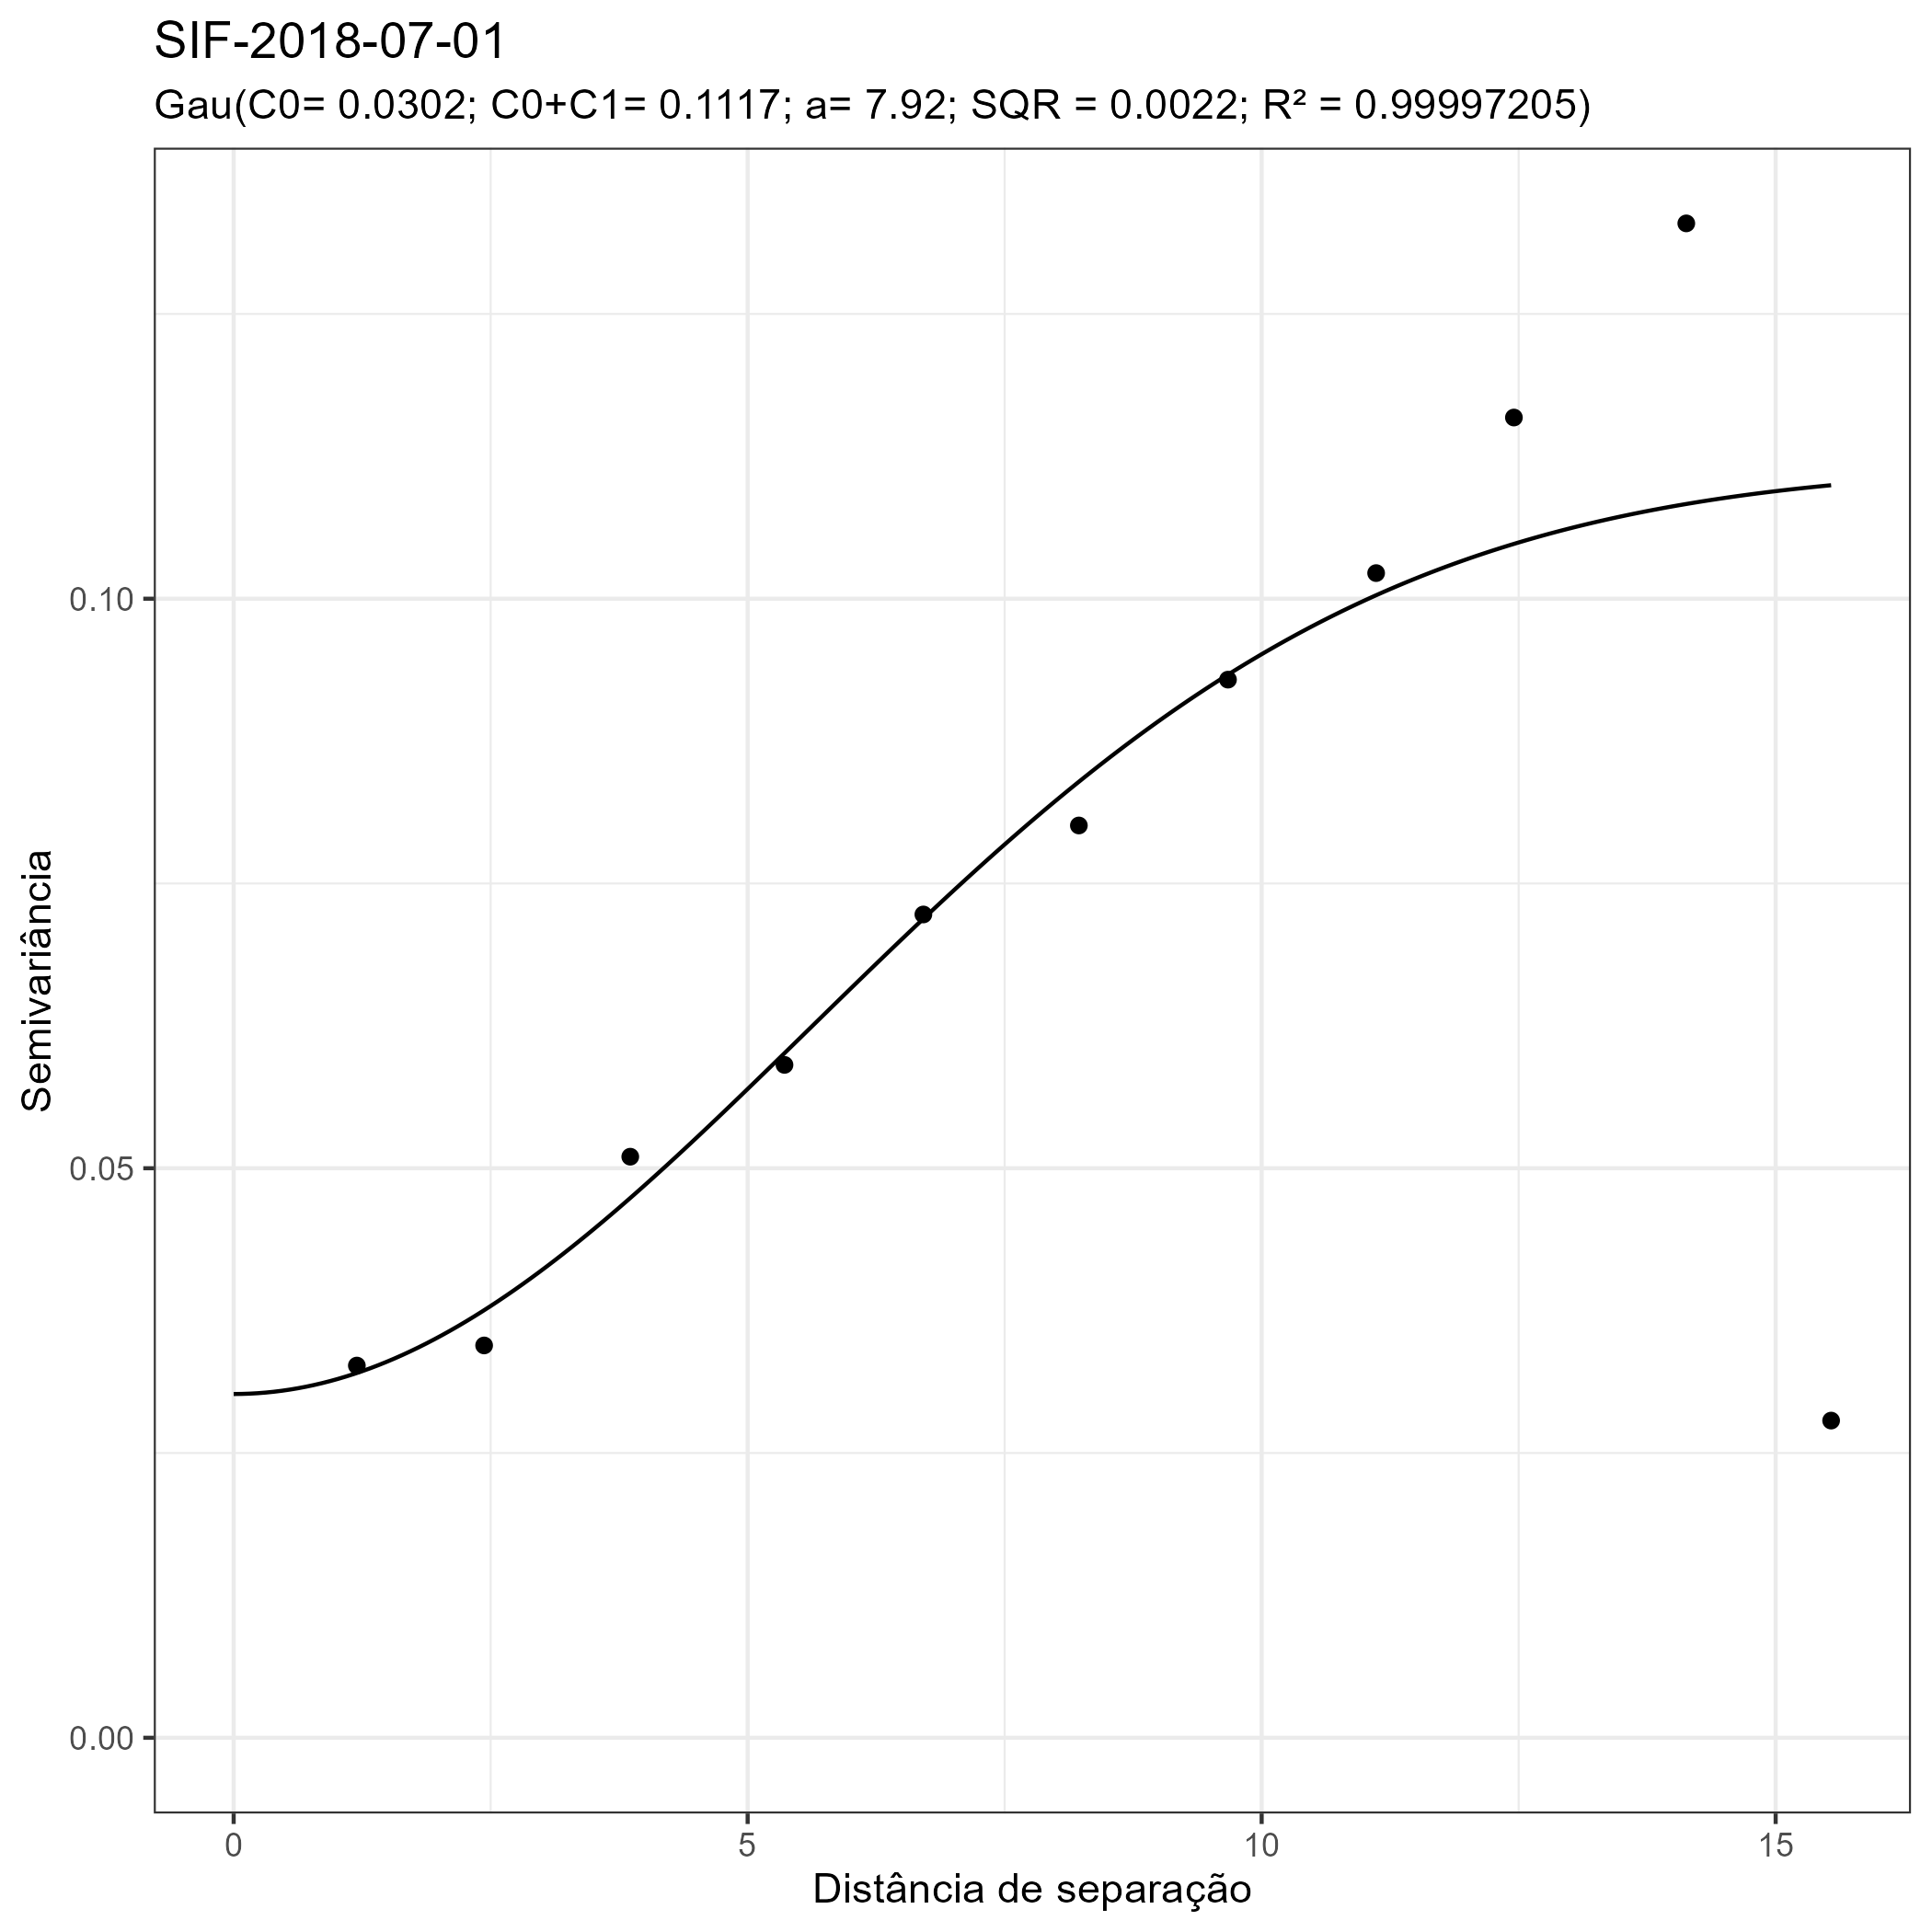 SIF-2018-07-01
Gau(C0= 0.0302; C0+C1= 0.1117; a= 7.92; SQR = 0.0022; R² = 0.99997205)
Semivariância
0.10
0.05
0.00
0
5
10
15
Distância de separação